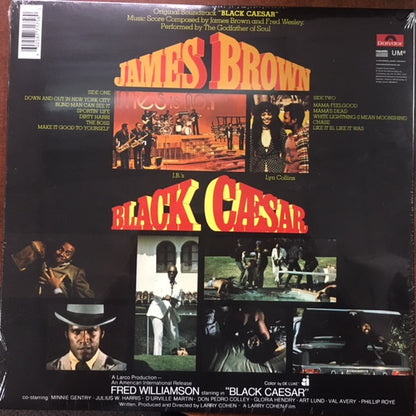 Original Soundtrack "BLACK CAESAR"
Music Score Composed by James Brown and Fred Wesley.
Performed by The Godfather of Soul
Polydor
UMe
JAMES BROWN
SIDE ONE
DOWN AND OUT IN NEW YORK CITY
BLIND MAN CAN SEE IT
SPORTIN' LIFE
DIRTY HARRI
THE BOSS
MAKE IT GOOD TO YOURSELF
SIDE TWO
MAMA FEELGOOD
MAMA'S DEAD
WHITE LIGHTNING (I MEAN MOONSHINE)
CHASE
LIKE IT IS, LIKE IT WAS
J.B.'s
Lyn Collins
BLACK CÆSAR
A Larco Production—
An American International Release
Color by DE LUXE
FRED WILLIAMSON starring in "BLACK CAESAR"
co-starring MINNIE GENTRY · JULIUS W. HARRIS · D'URVILLE MARTIN · DON PEDRO COLLEY · GLORIA HENDRY · ART LUND · VAL AVERY · PHILLIP ROYE
Written, Produced and Directed by LARRY COHEN · A LARRY COHEN Film